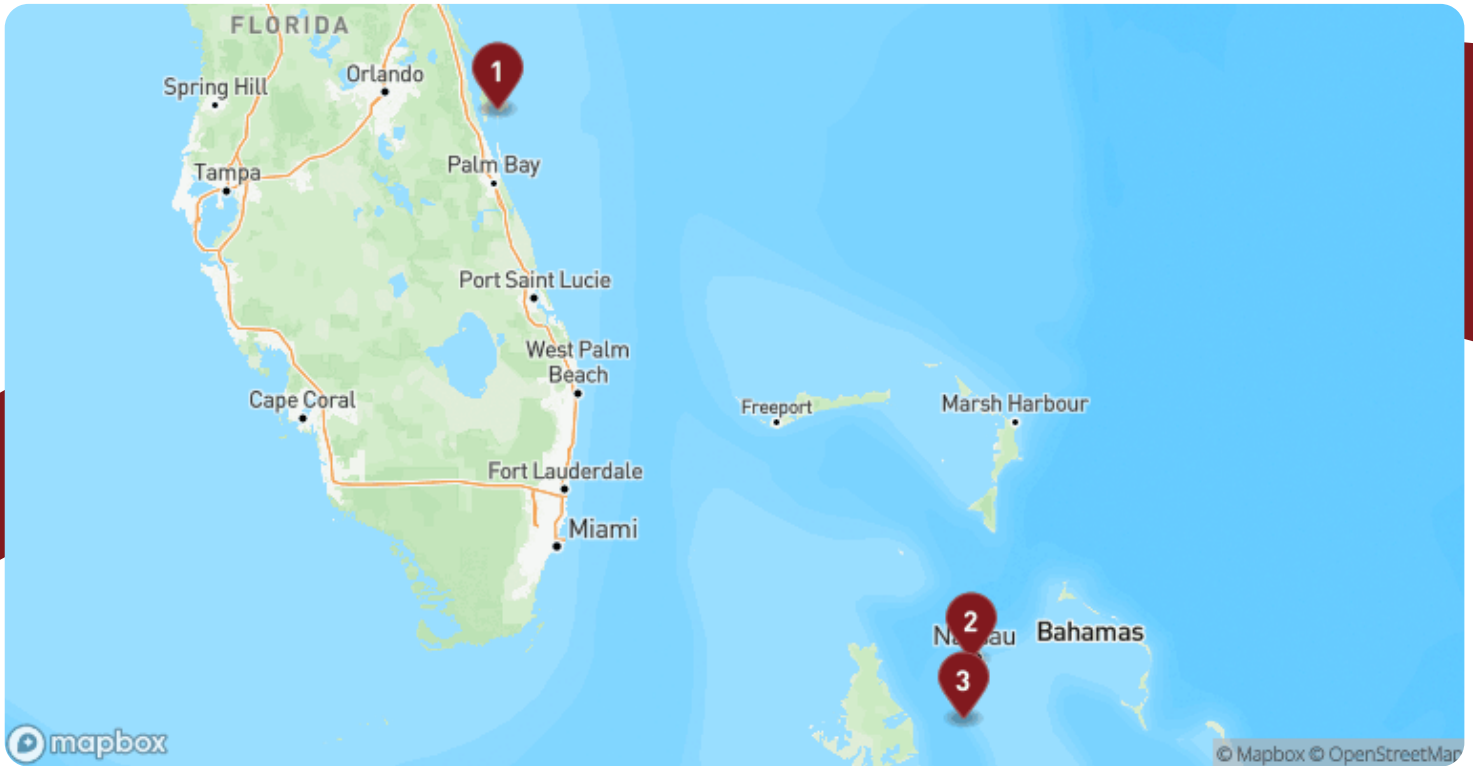 FLORIDA
1
Orlando
Spring Hill
Palm Bay
Tampa
Port Saint Lucie
West Palm
Beach
Cape Coral
Freeport
Marsh Harbour
Fort Lauderdale
Miami
2
Bahamas
3
mapbox
© Mapbox © OpenStreetMap